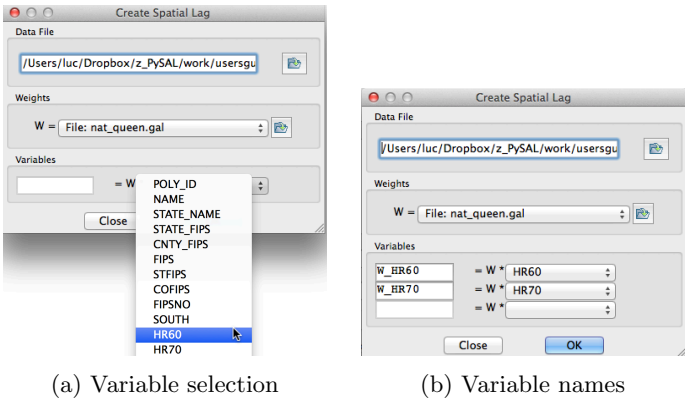 Create Spatial Lag
Data File
/Users/luc/Dropbox/z_PySAL/work/usersgu
Weights
W = File: nat_queen.gal
Variables
= W
POLY_ID
NAME
STATE_NAME
STATE_FIPS
CNTY_FIPS
FIPS
STFIPS
COFIPS
FIPSNO
SOUTH
HR60
HR70
Close
(a) Variable selection
Create Spatial Lag
Data File
/Users/luc/Dropbox/z_PySAL/work/usersgu
Weights
W = File: nat_queen.gal
Variables
W_HR60 = W * HR60
W_HR70 = W * HR70
= W *
Close OK
(b) Variable names